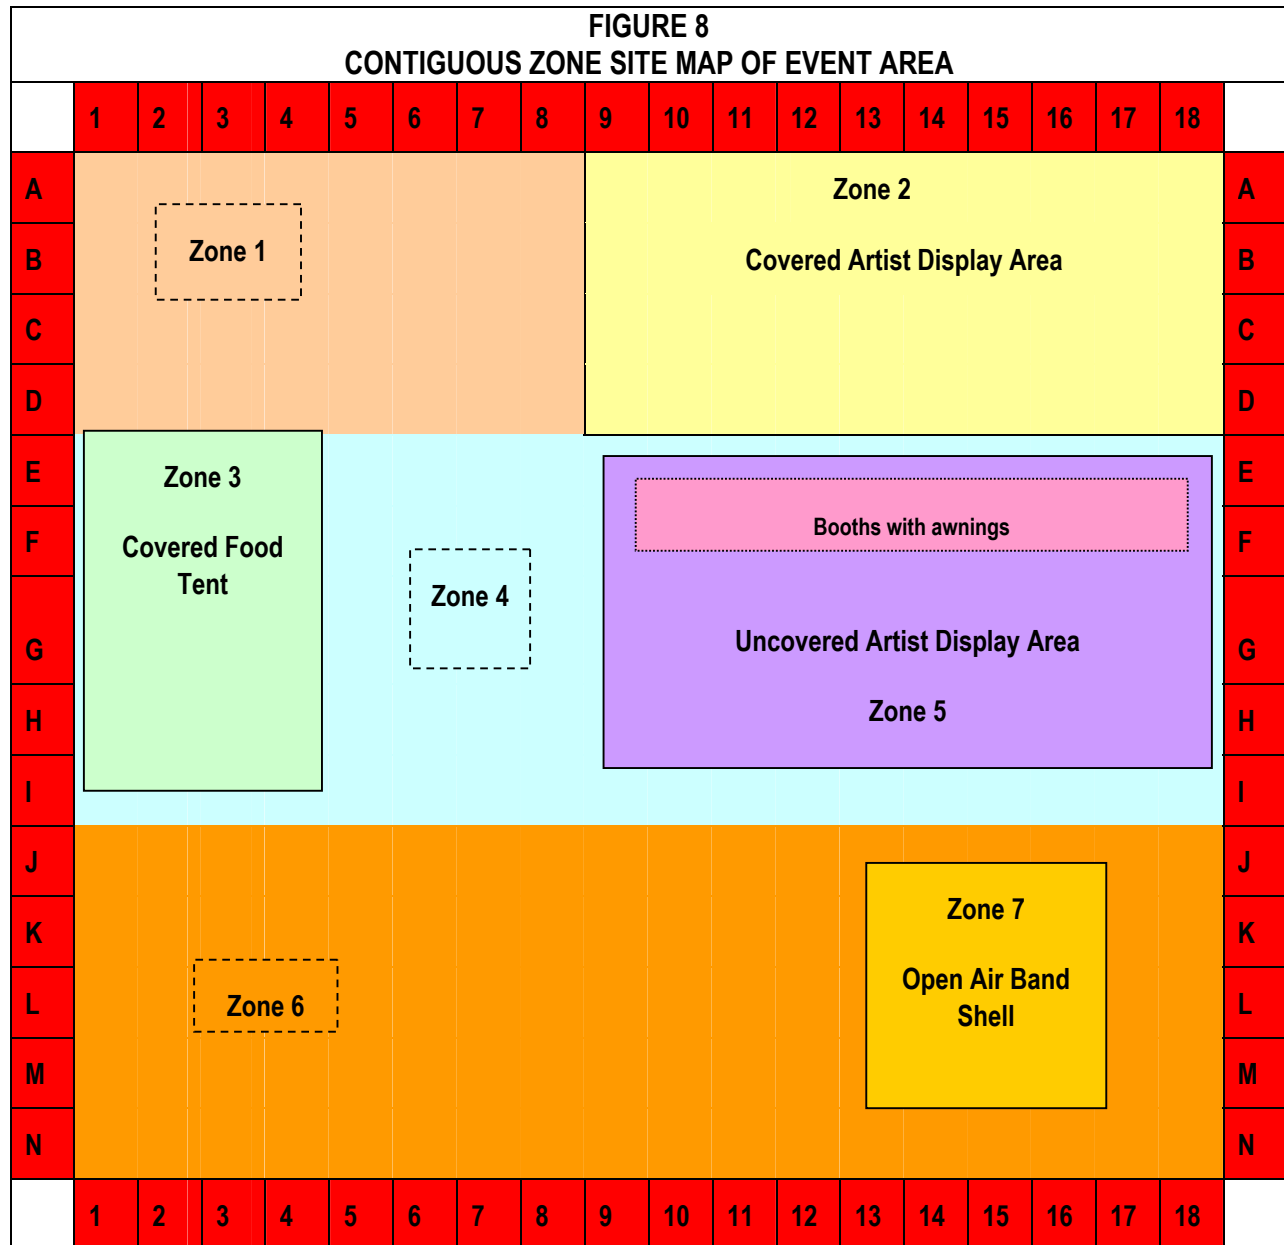 FIGURE 8
CONTIGUOUS ZONE SITE MAP OF EVENT AREA
1 2 3 4 5 6 7 8 9 10 11 12 13 14 15 16 17 18
A Zone 2 A
B Zone 1 Covered Artist Display Area B
C C
D D
E Zone 3 E
F Covered Food Booths with awnings F
Tent
Zone 4
G Uncovered Artist Display Area G
H Zone 5 H
I I
J J
K Zone 7 K
L Zone 6 Open Air Band L
Shell
M M
N N
1 2 3 4 5 6 7 8 9 10 11 12 13 14 15 16 17 18